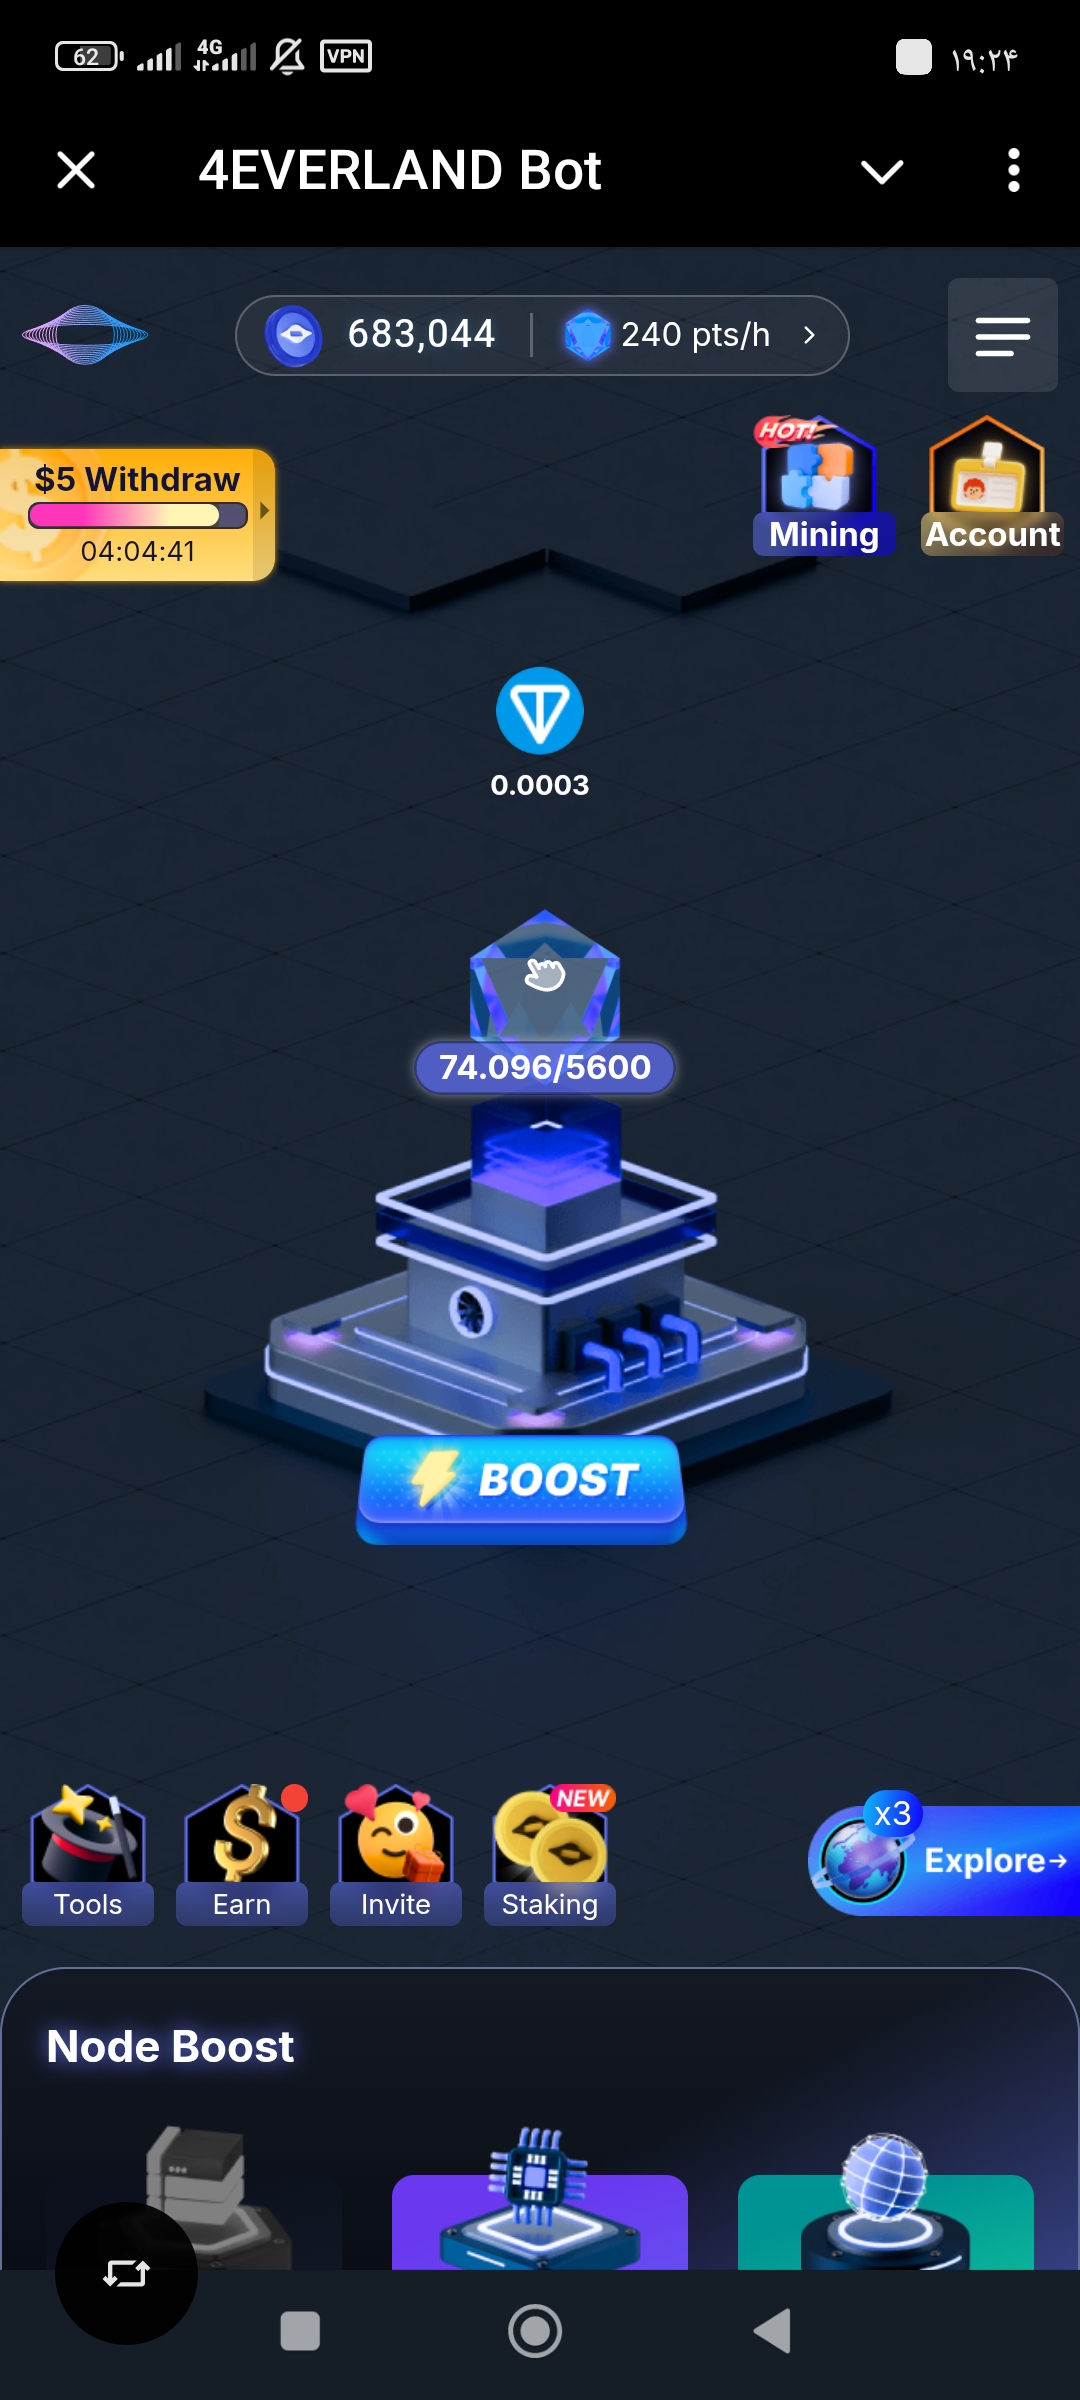 62 4G VPN ۱۹:۲۴
4EVERLAND Bot
683,044 240 pts/h
HOT!
$5 Withdraw
04:04:41
Mining Account
0.0003
74.096/5600
BOOST
NEW
x3
Explore→
Tools Earn Invite Staking
Node Boost